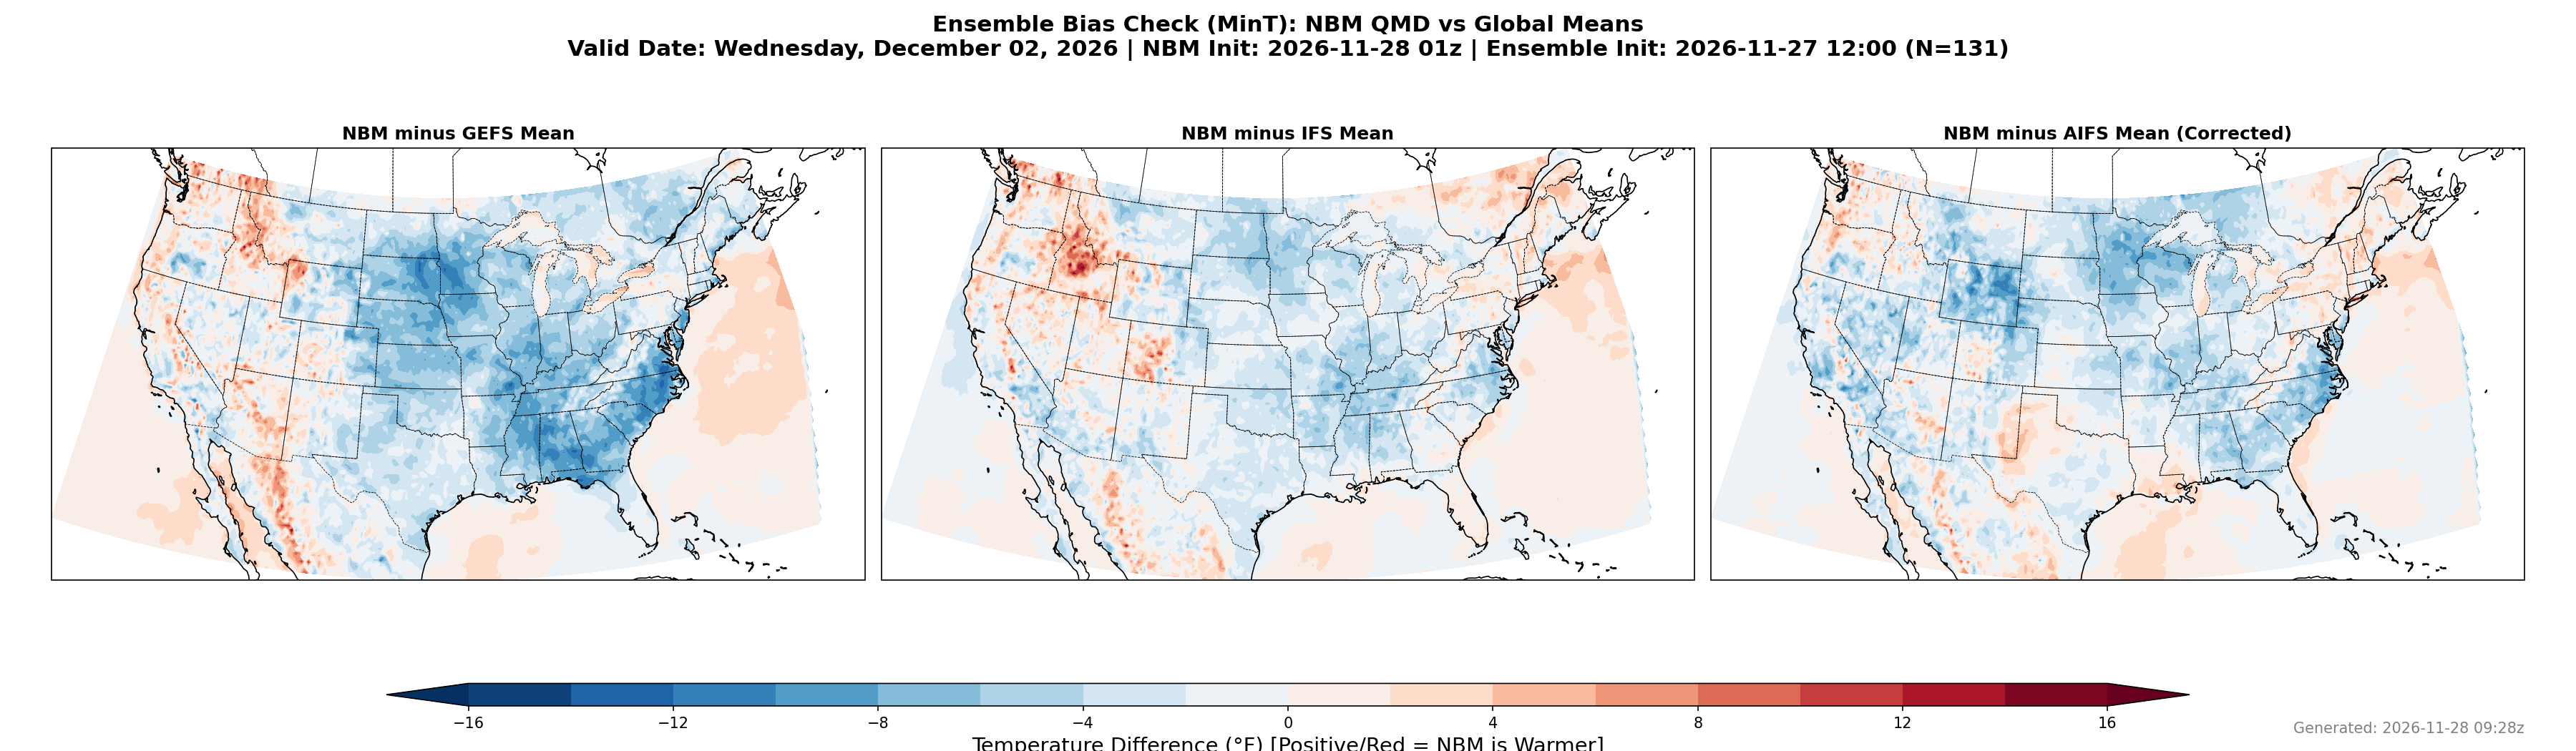 Ensemble Bias Check (MinT): NBM QMD vs Global Means
Valid Date: Wednesday, December 02, 2026 | NBM Init: 2026-11-28 01z | Ensemble Init: 2026-11-27 12:00 (N=131)
NBM minus GEFS Mean
NBM minus IFS Mean
NBM minus AIFS Mean (Corrected)
−16 −12 −8 −4 0 4 8 12 16
Temperature Difference (°F) [Positive/Red = NBM is Warmer]
Generated: 2026-11-28 09:28z